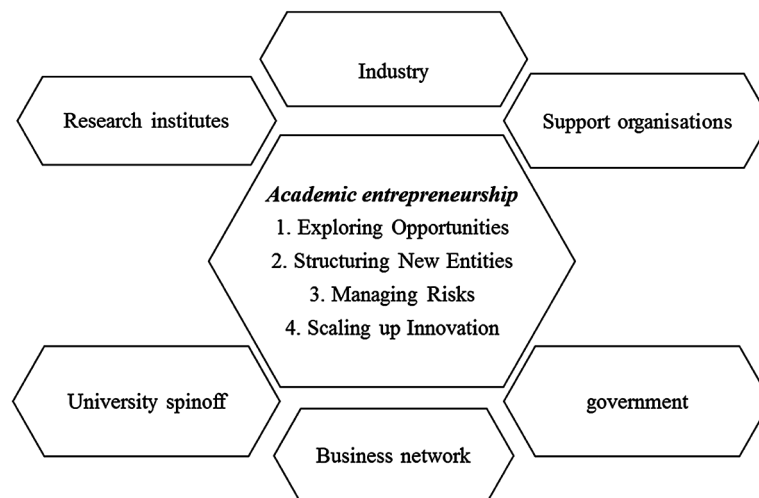 Industry
Research institutes
Support organisations
Academic entrepreneurship
1. Exploring Opportunities
2. Structuring New Entities
3. Managing Risks
4. Scaling up Innovation
University spinoff
government
Business network